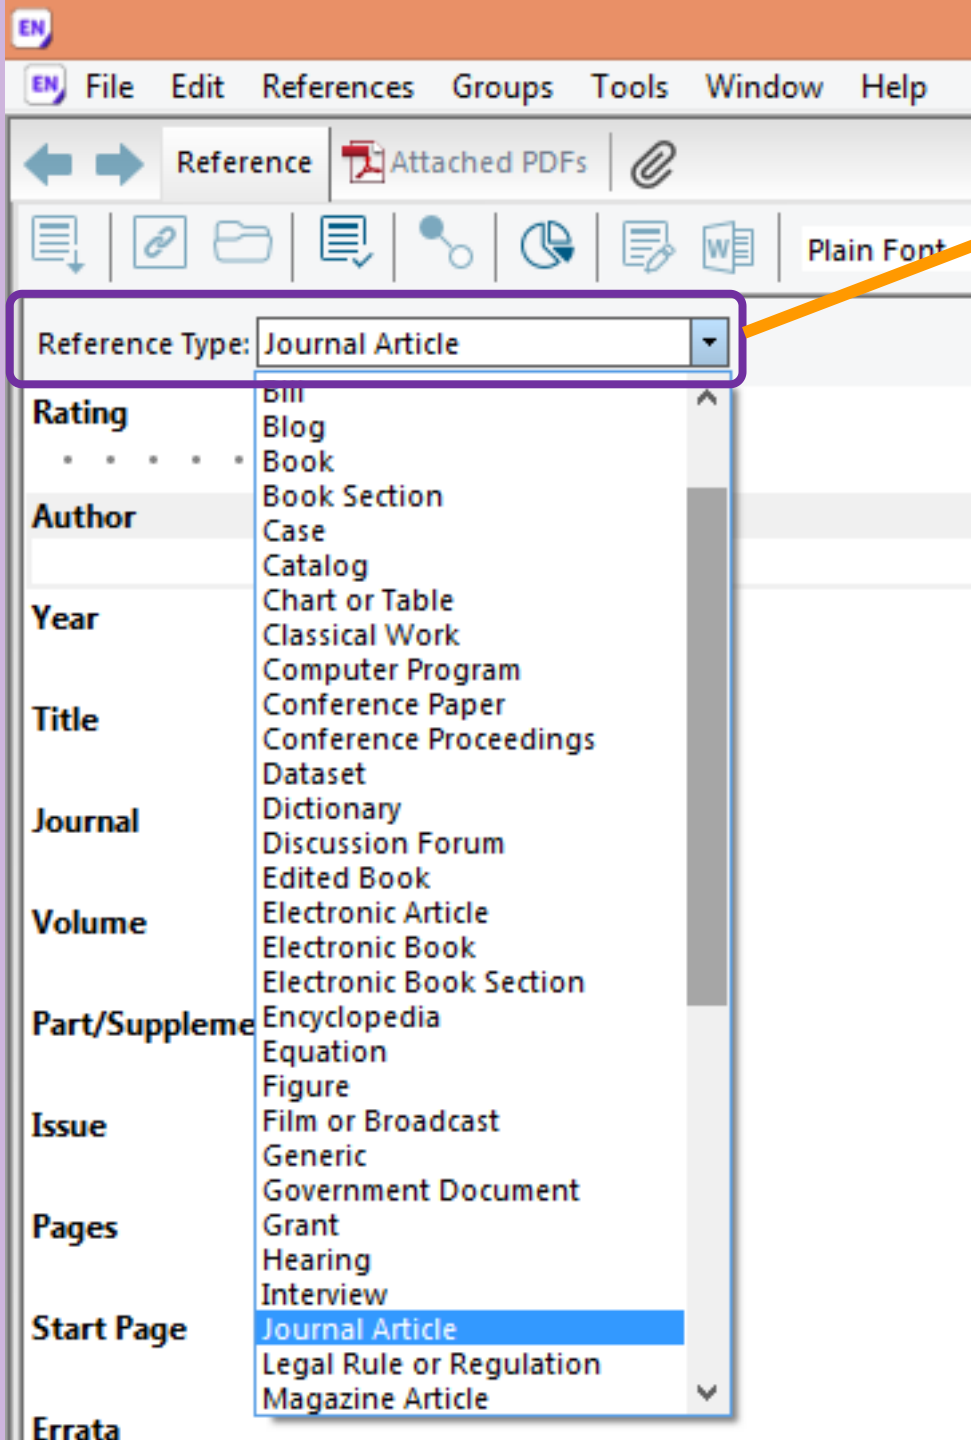 EN
EN File Edit References Groups Tools Window Help
Reference Attached PDFs
W Plain Font
Reference Type: Journal Article
Bill
Rating
Blog
Book
Book Section
Author
Case
Catalog
Chart or Table
Year
Classical Work
Computer Program
Conference Paper
Title
Conference Proceedings
Dataset
Dictionary
Journal
Discussion Forum
Edited Book
Electronic Article
Volume
Electronic Book
Electronic Book Section
Part/Suppleme
Encyclopedia
Equation
Figure
Film or Broadcast
Issue
Generic
Government Document
Grant
Pages
Hearing
Interview
Start Page
Journal Article
Legal Rule or Regulation
Magazine Article
Errata